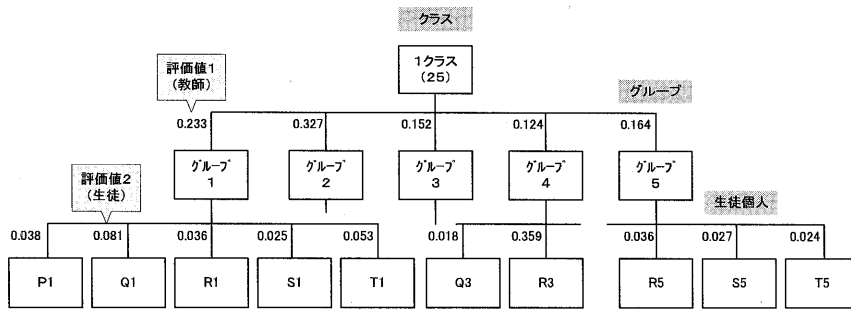 クラス
1クラス
(25)
評価値1
(教師)
グループ
0.233
0.327
0.152
0.124
0.164
グループ
1
グループ
2
グループ
3
グループ
4
グループ
5
評価値2
(生徒)
生徒個人
0.038
0.081
0.036
0.025
0.053
0.018
0.359
0.036
0.027
0.024
P1
Q1
R1
S1
T1
Q3
R3
R5
S5
T5